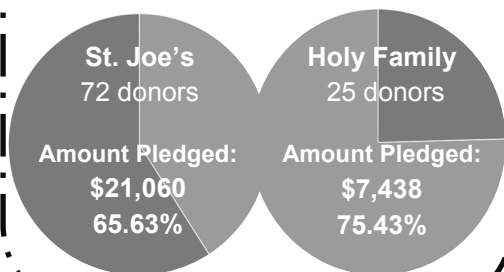 St. Joe's
72 donors
Amount Pledged:
$21,060
65.63%
Holy Family
25 donors
Amount Pledged:
$7,438
75.43%